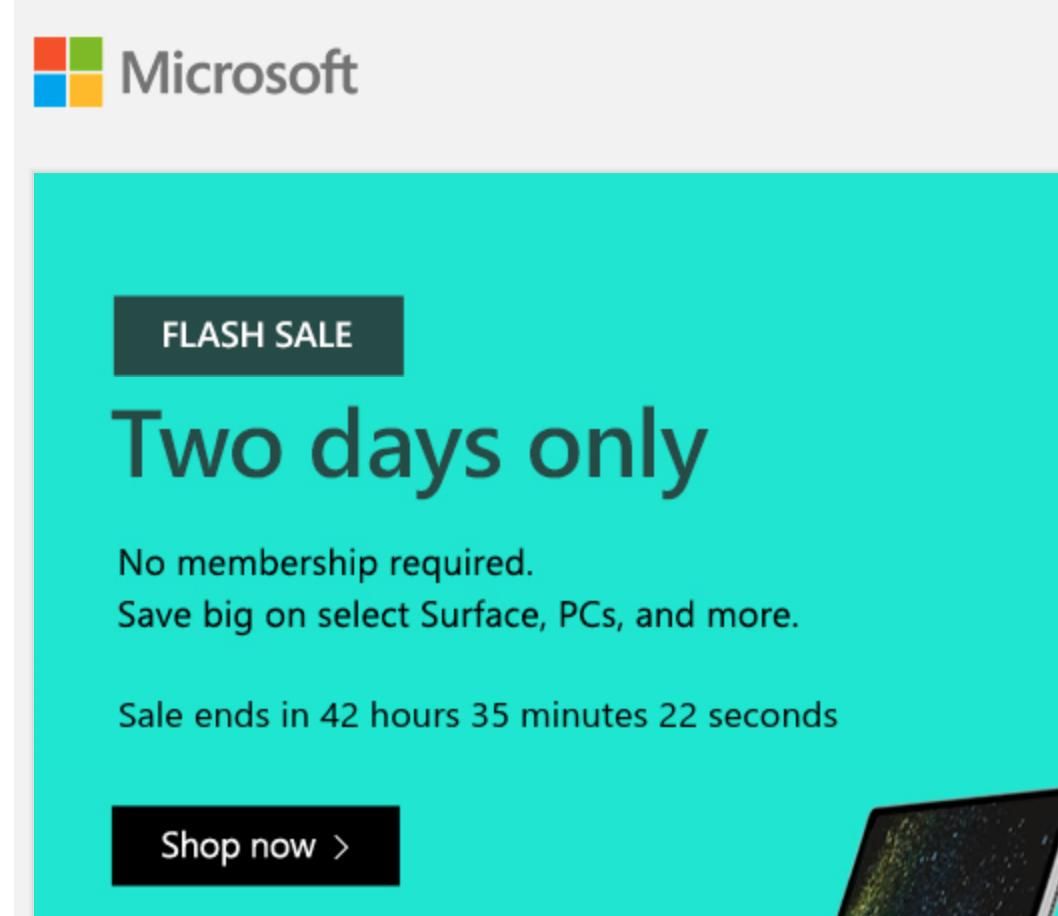 Microsoft
FLASH SALE
Two days only
No membership required.
Save big on select Surface, PCs, and more.
Sale ends in 42 hours 35 minutes 22 seconds
Shop now >